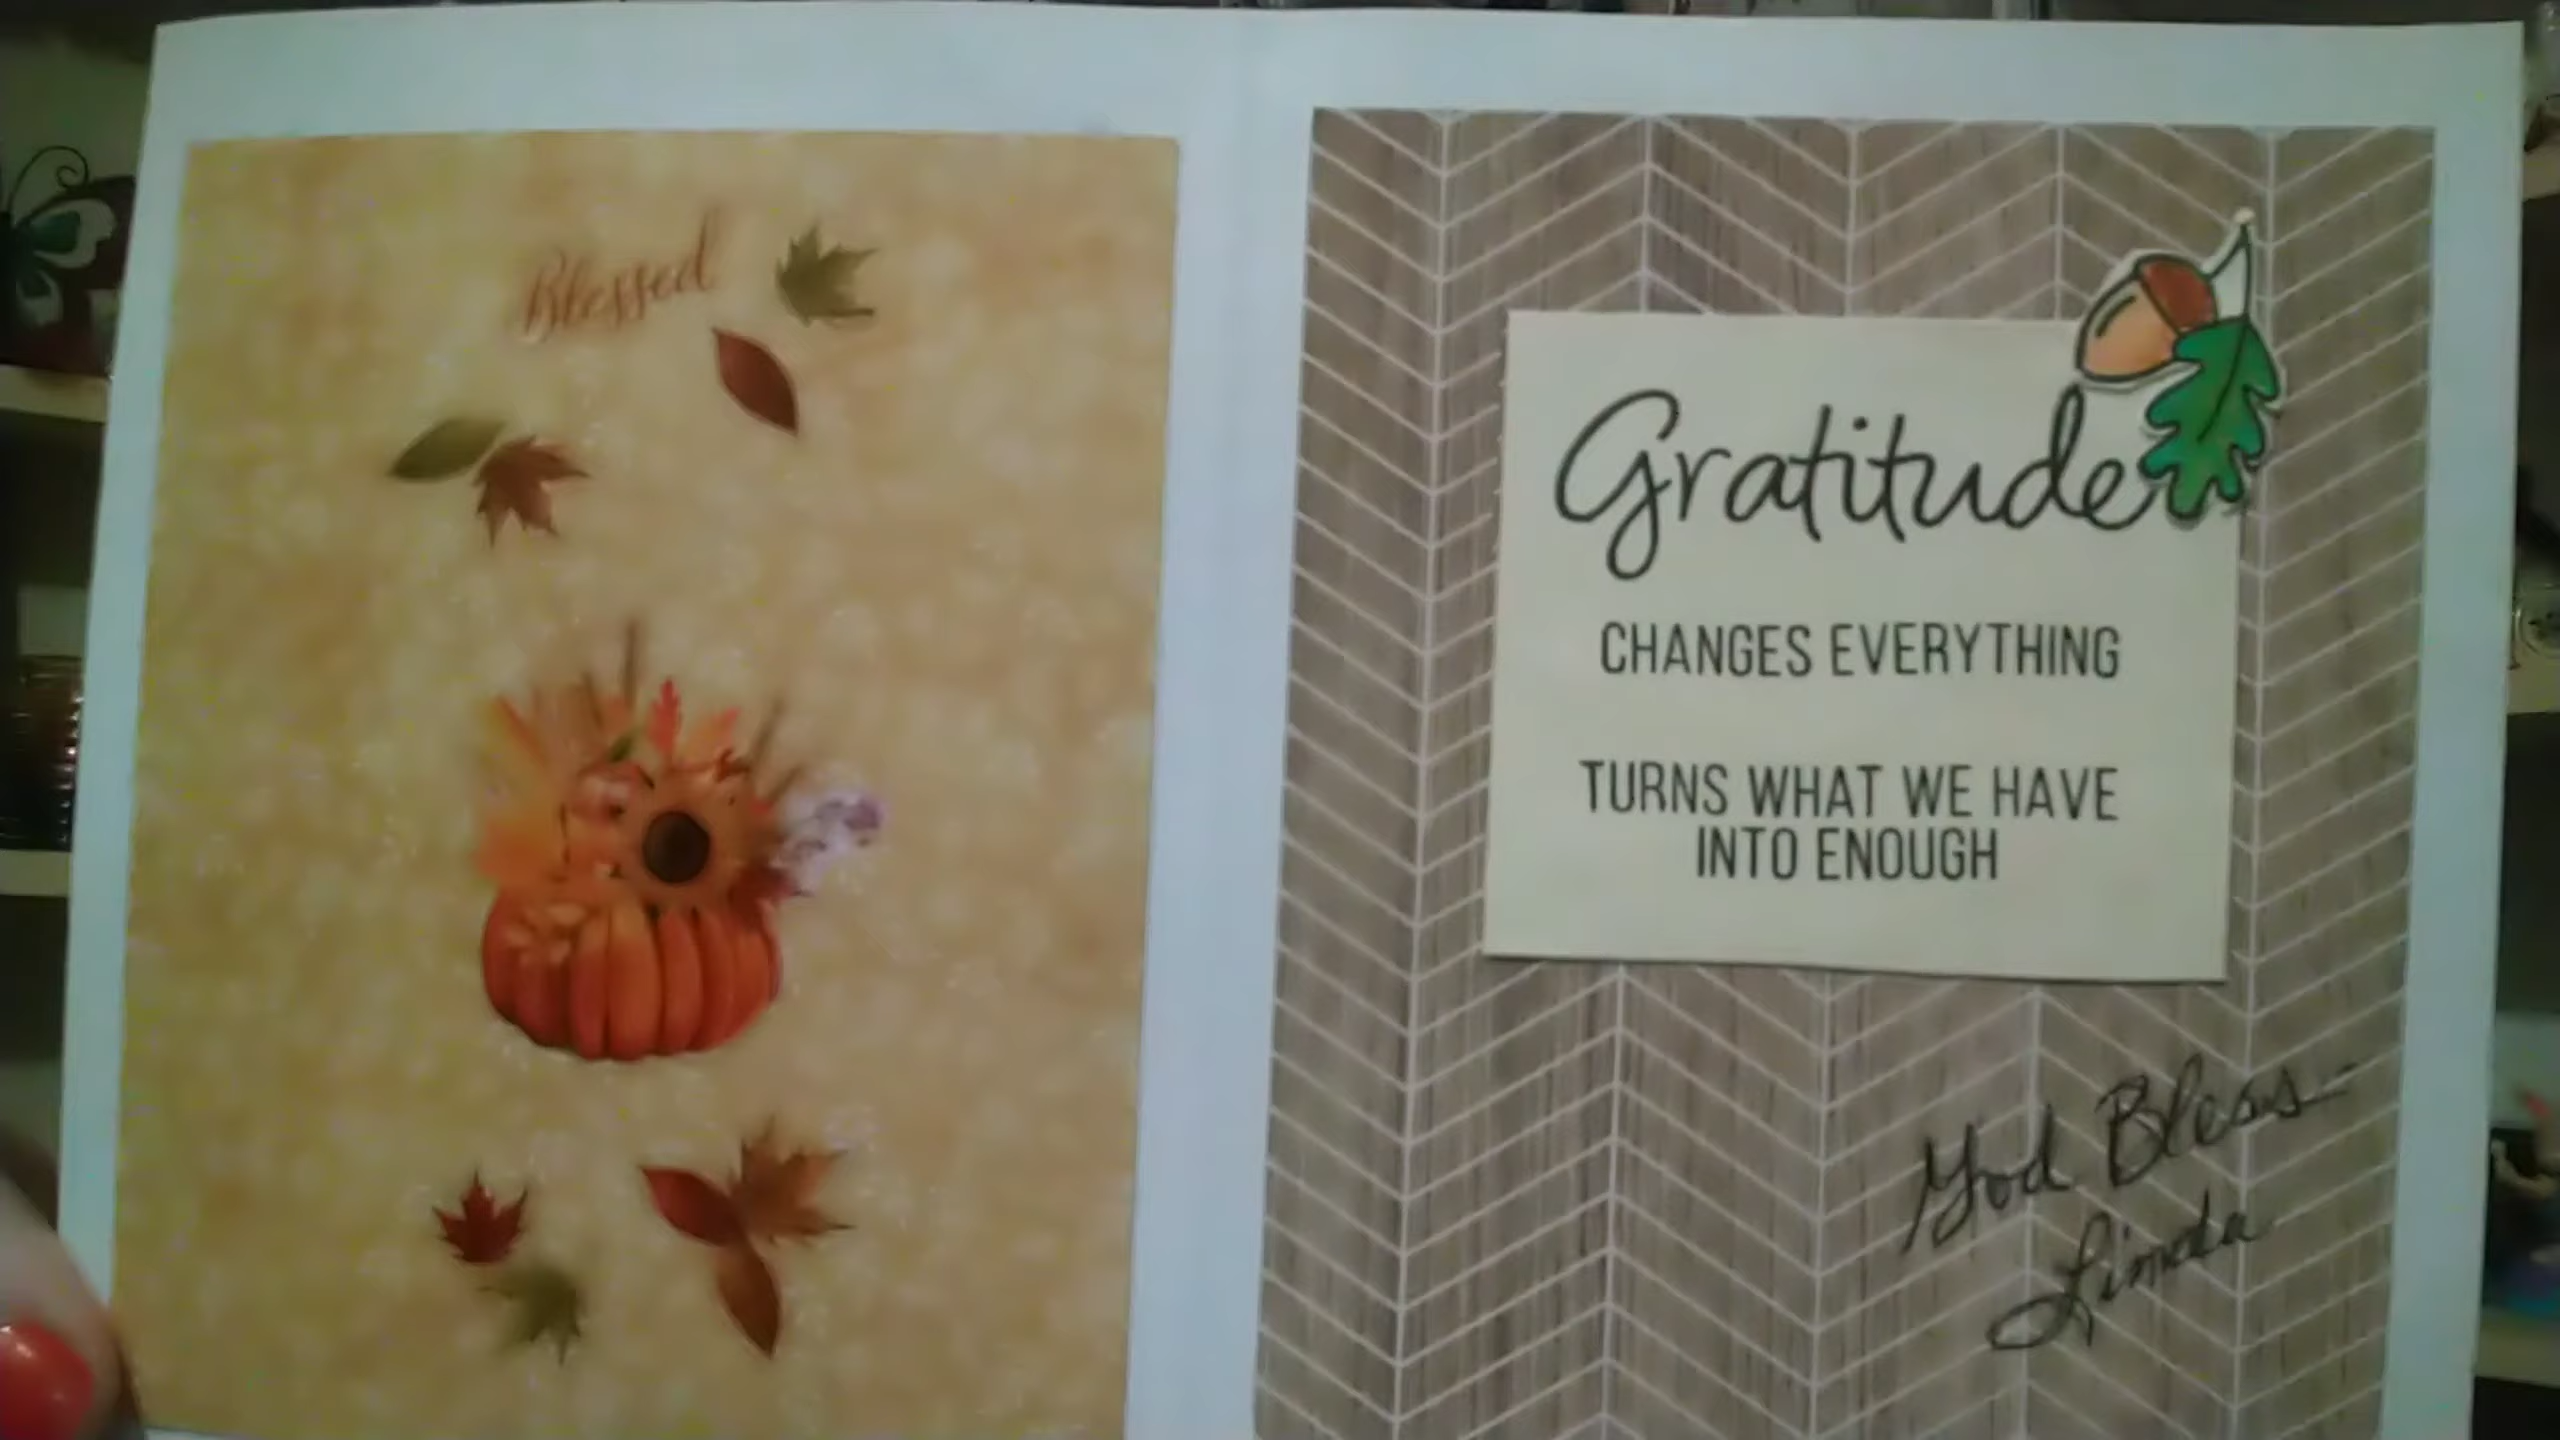 Blessed
Gratitude
CHANGES EVERYTHING
TURNS WHAT WE HAVE
INTO ENOUGH
God Bless -
Linda